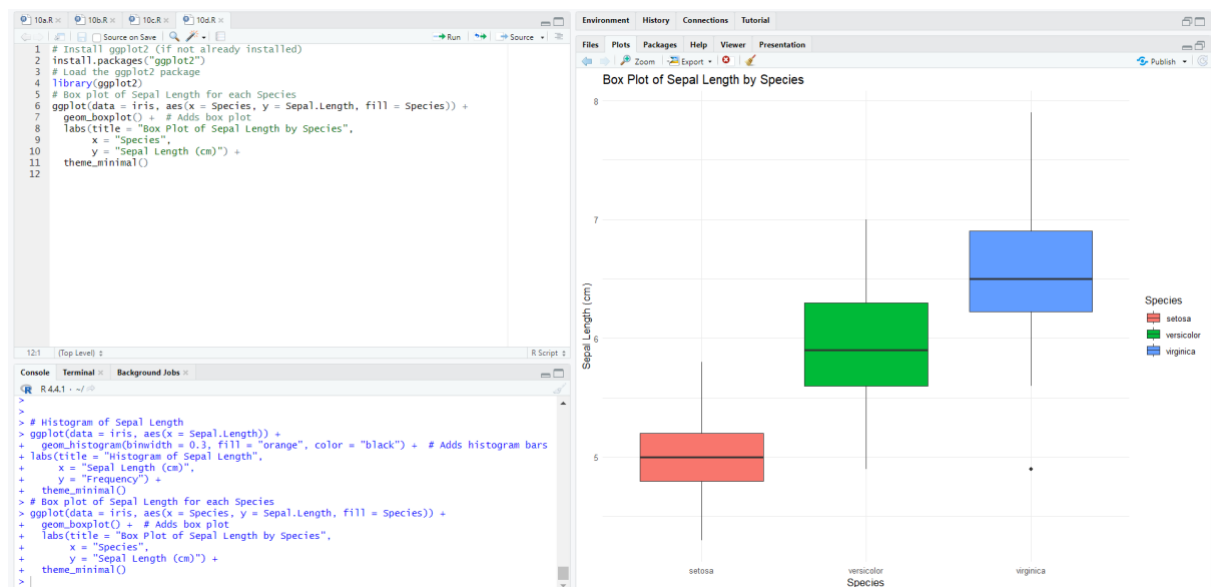 10a.R × 10b.R × 10c.R × 10d.R ×
Source on Save Run Source
1 # Install ggplot2 (if not already installed)
2 install.packages("ggplot2")
3 # Load the ggplot2 package
4 library(ggplot2)
5 # Box plot of Sepal Length for each Species
6 ggplot(data = iris, aes(x = Species, y = Sepal.Length, fill = Species)) +
7 geom_boxplot() + # Adds box plot
8 labs(title = "Box Plot of Sepal Length by Species",
9 x = "Species",
10 y = "Sepal Length (cm)") +
11 theme_minimal()
12
12:1 (Top Level) R Script
Console Terminal × Background Jobs ×
R R 4.4.1 · ~/
>
>
> # Histogram of Sepal Length
> ggplot(data = iris, aes(x = Sepal.Length)) +
+ geom_histogram(binwidth = 0.3, fill = "orange", color = "black") + # Adds histogram bars
+ labs(title = "Histogram of Sepal Length",
+ x = "Sepal Length (cm)",
+ y = "Frequency") +
+ theme_minimal()
> # Box plot of Sepal Length for each Species
> ggplot(data = iris, aes(x = Species, y = Sepal.Length, fill = Species)) +
+ geom_boxplot() + # Adds box plot
+ labs(title = "Box Plot of Sepal Length by Species",
+ x = "Species",
+ y = "Sepal Length (cm)") +
+ theme_minimal()
>
Environment History Connections Tutorial
Files Plots Packages Help Viewer Presentation
Zoom Export Publish
Box Plot of Sepal Length by Species
8
7
6
5
Sepal Length (cm)
setosa versicolor virginica
Species
Species
setosa
versicolor
virginica